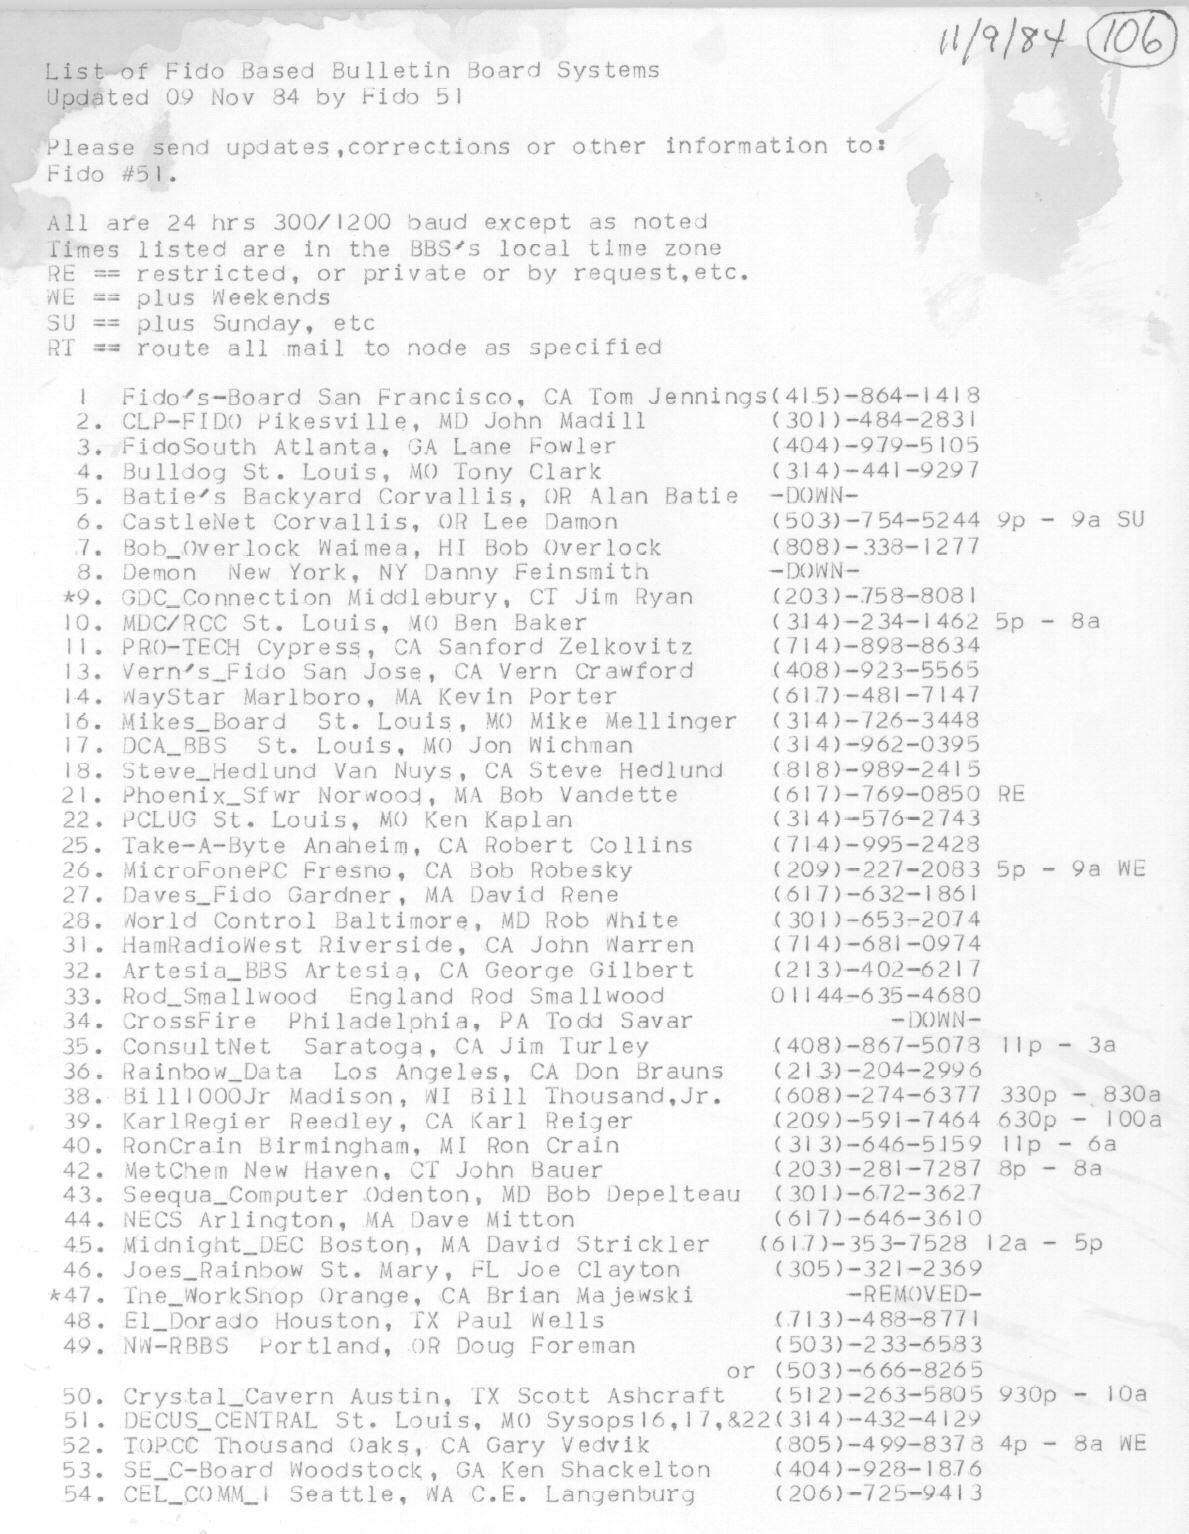 11/9/84 106
List of Fido Based Bulletin Board Systems
Updated 09 Nov 84 by Fido 51
Please send updates,corrections or other information to:
Fido #51.
All are 24 hrs 300/1200 baud except as noted
Times listed are in the BBS's local time zone
RE == restricted, or private or by request,etc.
WE == plus Weekends
SU == plus Sunday, etc
RT == route all mail to node as specified
1 Fido's-Board San Francisco, CA Tom Jennings(415)-864-1418
2. CLP-FIDO Pikesville, MD John Madill (301)-484-2831
3. FidoSouth Atlanta, GA Lane Fowler (404)-979-5105
4. Bulldog St. Louis, MO Tony Clark (314)-441-9297
5. Batie's Backyard Corvallis, OR Alan Batie -DOWN-
6. CastleNet Corvallis, OR Lee Damon (503)-754-5244 9p - 9a SU
7. Bob_Overlock Waimea, HI Bob Overlock (808)-338-1277
8. Demon New York, NY Danny Feinsmith -DOWN-
*9. GDC_Connection Middlebury, CT Jim Ryan (203)-758-8081
10. MDC/RCC St. Louis, MO Ben Baker (314)-234-1462 5p - 8a
11. PRO-TECH Cypress, CA Sanford Zelkovitz (714)-898-8634
13. Vern's_Fido San Jose, CA Vern Crawford (408)-923-5565
14. WayStar Marlboro, MA Kevin Porter (617)-481-7147
16. Mikes_Board St. Louis, MO Mike Mellinger (314)-726-3448
17. DCA_BBS St. Louis, MO Jon Wichman (314)-962-0395
18. Steve_Hedlund Van Nuys, CA Steve Hedlund (818)-989-2415
21. Phoenix_Sfwr Norwood, MA Bob Vandette (617)-769-0850 RE
22. PCLUG St. Louis, MO Ken Kaplan (314)-576-2743
25. Take-A-Byte Anaheim, CA Robert Collins (714)-995-2428
26. MicroFonePC Fresno, CA Bob Robesky (209)-227-2083 5p - 9a WE
27. Daves_Fido Gardner, MA David Rene (617)-632-1861
28. World Control Baltimore, MD Rob White (301)-653-2074
31. HamRadioWest Riverside, CA John Warren (714)-681-0974
32. Artesia_BBS Artesia, CA George Gilbert (213)-402-6217
33. Rod_Smallwood England Rod Smallwood 01144-635-4680
34. CrossFire Philadelphia, PA Todd Savar -DOWN-
35. ConsultNet Saratoga, CA Jim Turley (408)-867-5078 11p - 3a
36. Rainbow_Data Los Angeles, CA Don Brauns (213)-204-2996
38. Bill1000Jr Madison, WI Bill Thousand,Jr. (608)-274-6377 330p - 830a
39. KarlRegier Reedley, CA Karl Reiger (209)-591-7464 630p - 100a
40. RonCrain Birmingham, MI Ron Crain (313)-646-5159 11p - 6a
42. MetChem New Haven, CT John Bauer (203)-281-7287 8p - 8a
43. Seequa_Computer Odenton, MD Bob Depelteau (301)-672-3627
44. NECS Arlington, MA Dave Mitton (617)-646-3610
45. Midnight_DEC Boston, MA David Strickler (617)-353-7528 12a - 5p
46. Joes_Rainbow St. Mary, FL Joe Clayton (305)-321-2369
*47. The_WorkShop Orange, CA Brian Majewski -REMOVED-
48. El_Dorado Houston, TX Paul Wells (713)-488-8771
49. NW-RBBS Portland, OR Doug Foreman (503)-233-6583
or (503)-666-8265
50. Crystal_Cavern Austin, TX Scott Ashcraft (512)-263-5805 930p - 10a
51. DECUS_CENTRAL St. Louis, MO Sysops16,17,&22(314)-432-4129
52. TOPCC Thousand Oaks, CA Gary Vedvik (805)-499-8378 4p - 8a WE
53. SE_C-Board Woodstock, GA Ken Shackelton (404)-928-1876
54. CEL_COMM_1 Seattle, WA C.E. Langenburg (206)-725-9413